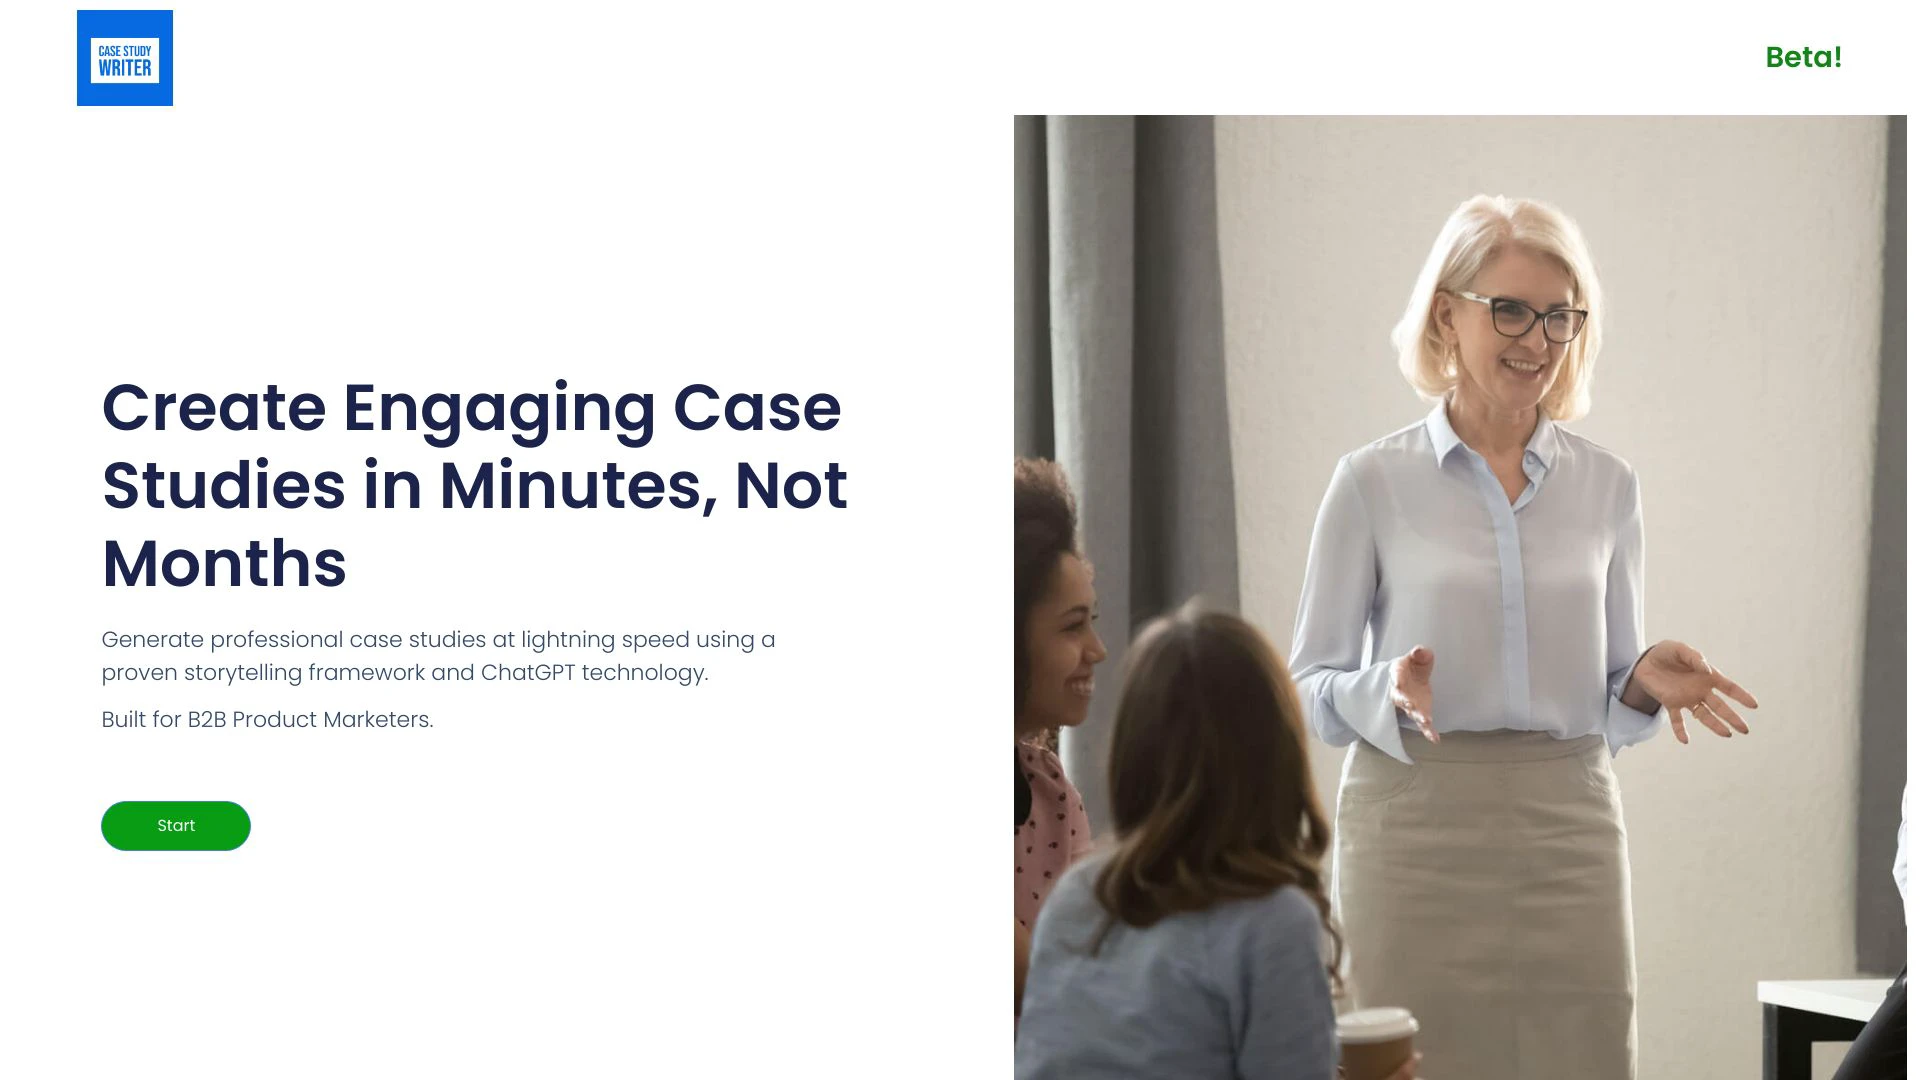 CASE STUDY
WRITER
Beta!
Create Engaging Case
Studies in Minutes, Not
Months
Generate professional case studies at lightning speed using a
proven storytelling framework and ChatGPT technology.
Built for B2B Product Marketers.
Start